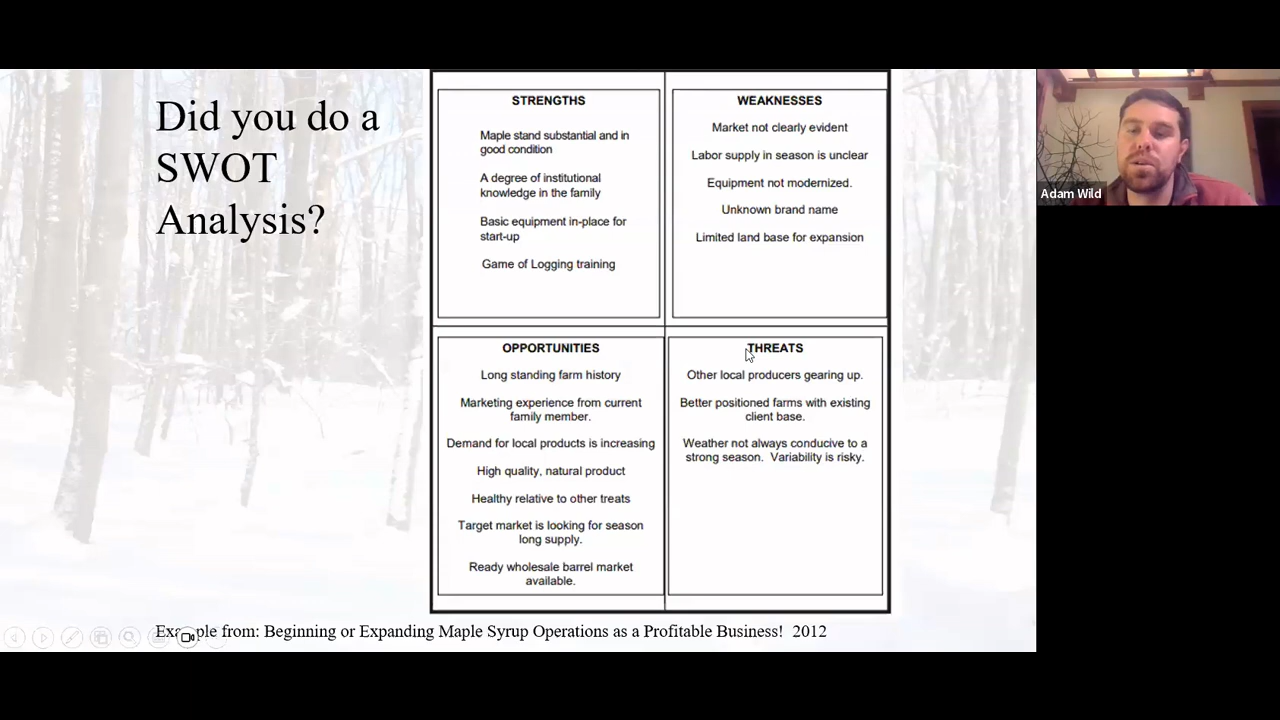 Did you do a
SWOT
Analysis?
STRENGTHS
Maple stand substantial and in
good condition
A degree of institutional
knowledge in the family
Basic equipment in-place for
start-up
Game of Logging training
WEAKNESSES
Market not clearly evident
Labor supply in season is unclear
Equipment not modernized.
Unknown brand name
Limited land base for expansion
OPPORTUNITIES
Long standing farm history
Marketing experience from current
family member.
Demand for local products is increasing
High quality, natural product
Healthy relative to other treats
Target market is looking for season
long supply.
Ready wholesale barrel market
available.
THREATS
Other local producers gearing up.
Better positioned farms with existing
client base.
Weather not always conducive to a
strong season.  Variability is risky.
Example from: Beginning or Expanding Maple Syrup Operations as a Profitable Business!  2012
Adam Wild